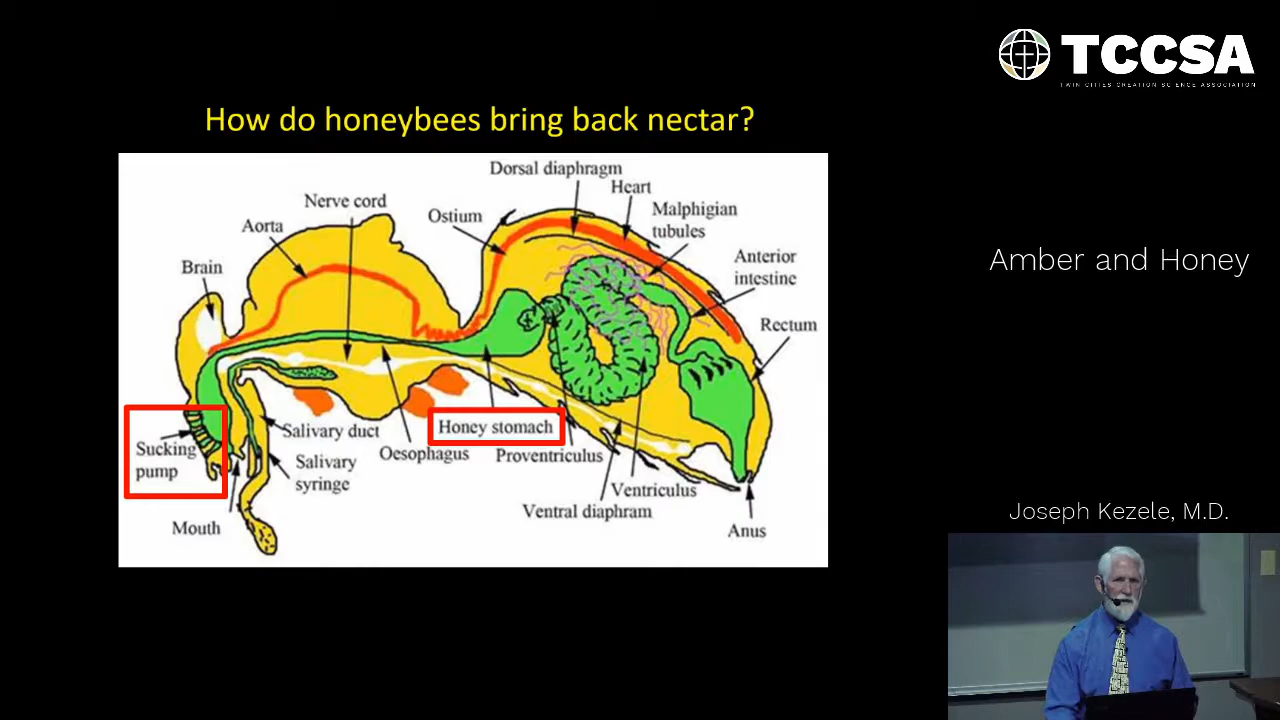 TCCSA
TWIN CITIES CREATION SCIENCE ASSOCIATION
How do honeybees bring back nectar?
Dorsal diaphragm
Heart
Nerve cord
Malphigian
tubules
Ostium
Aorta
Anterior
intestine
Brain
Rectum
Sucking
pump
Salivary duct
Honey stomach
Oesophagus
Proventriculus
Salivary
syringe
Ventriculus
Ventral diaphram
Mouth
Anus
Amber and Honey
Joseph Kezele, M.D.